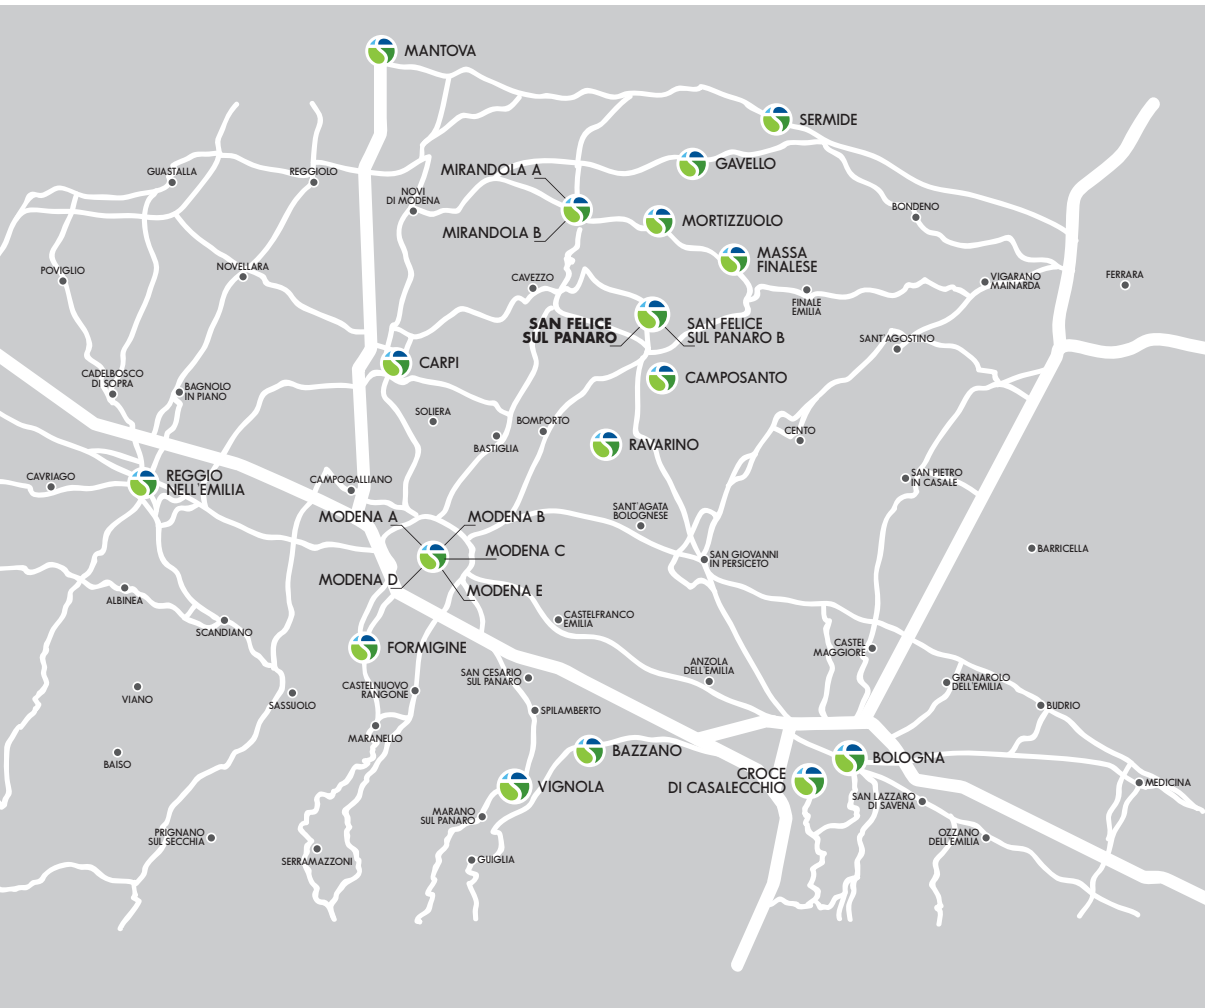 MANTOVA
SERMIDE
GAVELLO
MIRANDOLA A
GUASTALLA
REGGIOLO
NOVI
DI MODENA
BONDENO
MORTIZZUOLO
MIRANDOLA B
MASSA
FINALESE
POVIGLIO
NOVELLARA
CAVEZZO
VIGARANO
MAINARDA
FERRARA
FINALE
EMILIA
SAN FELICE
SUL PANARO
SAN FELICE
SUL PANARO B
SANT'AGOSTINO
CARPI
CADELBOSCO
DI SOPRA
BAGNOLO
IN PIANO
CAMPOSANTO
SOLIERA
BOMPORTO
BASTIGLIA
CENTO
RAVARINO
CAVRIAGO
REGGIO
NELL'EMILIA
CAMPOGALLIANO
SAN PIETRO
IN CASALE
SANT'AGATA
BOLOGNESE
MODENA A
MODENA B
MODENA C
MODENA D
MODENA E
SAN GIOVANNI
IN PERSICETO
BARRICELLA
ALBINEA
SCANDIANO
CASTELFRANCO
EMILIA
FORMIGINE
CASTEL
MAGGIORE
ANZOLA
DELL'EMILIA
SAN CESARIO
SUL PANARO
CASTELNUOVO
RANGONE
GRANAROLO
DELL'EMILIA
VIANO
SASSUOLO
SPILAMBERTO
BUDRIO
MARANELLO
BAISO
BAZZANO
BOLOGNA
CROCE
DI CASALECCHIO
VIGNOLA
MEDICINA
SAN LAZZARO
DI SAVENA
MARANO
SUL PANARO
PRIGNANO
SUL SECCHIA
OZZANO
DELL'EMILIA
SERRAMAZZONI
GUIGLIA